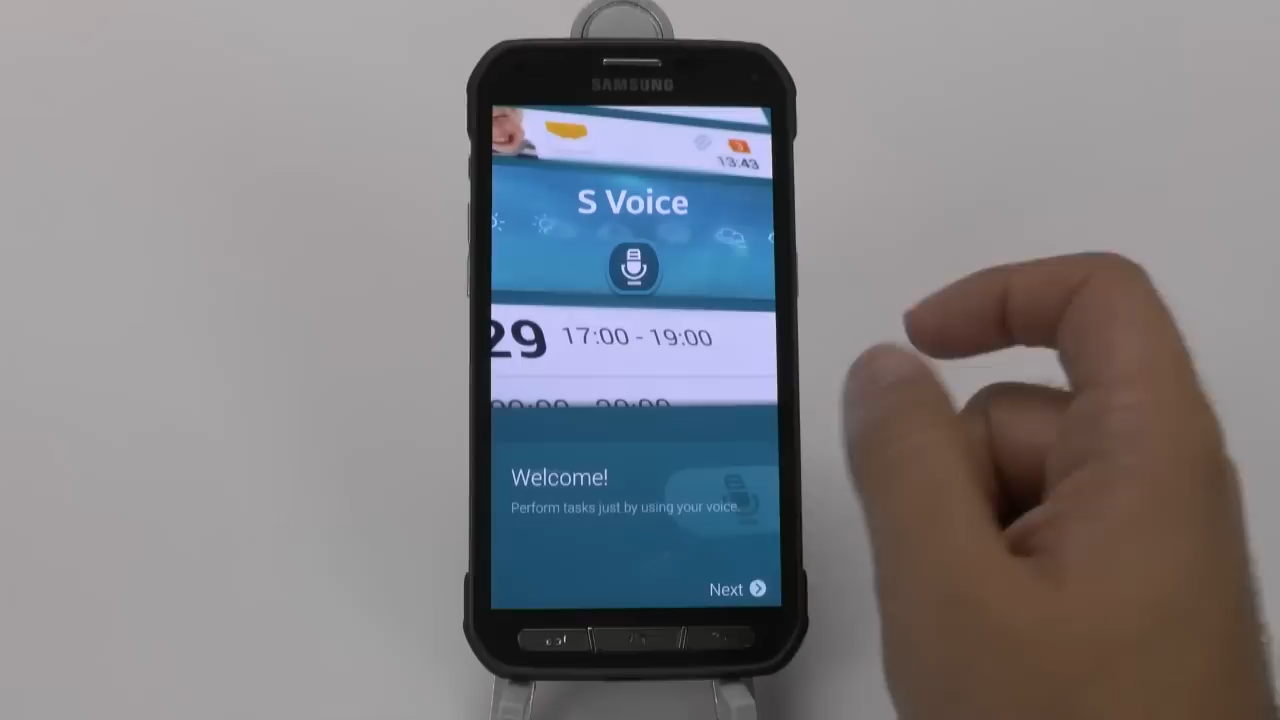 SAMSUNG
13:43
S Voice
29 17:00 - 19:00
Welcome!
Perform tasks just by using your voice.
Next